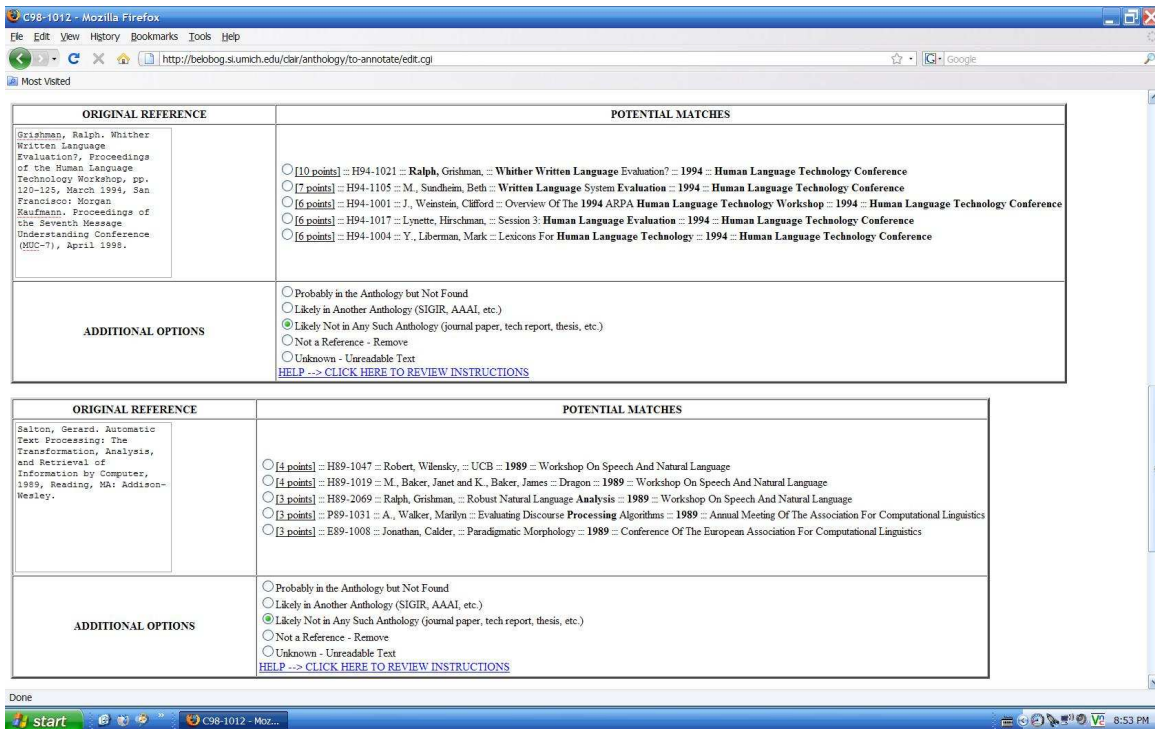 C98-1012 - Mozilla Firefox
File Edit View History Bookmarks Tools Help
http://belobog.si.umich.edu/clair/anthology/to-annotate/edit.cgi
Google
Most Visited
ORIGINAL REFERENCE
POTENTIAL MATCHES
Grishman, Ralph. Whither
Written Language
Evaluation?, Proceedings
of the Human Language
Technology Workshop, pp.
120-125, March 1994, San
Francisco: Morgan
Kaufmann. Proceedings of
the Seventh Message
Understanding Conference
(MUC-7), April 1998.
[10 points] ::: H94-1021 ::: Ralph, Grishman, ::: Whither Written Language Evaluation? ::: 1994 ::: Human Language Technology Conference
[7 points] ::: H94-1105 ::: M., Sundheim, Beth ::: Written Language System Evaluation ::: 1994 ::: Human Language Technology Conference
[6 points] ::: H94-1001 ::: J., Weinstein, Clifford ::: Overview Of The 1994 ARPA Human Language Technology Workshop ::: 1994 ::: Human Language Technology Conference
[6 points] ::: H94-1017 ::: Lynette, Hirschman, ::: Session 3: Human Language Evaluation ::: 1994 ::: Human Language Technology Conference
[6 points] ::: H94-1004 ::: Y., Liberman, Mark ::: Lexicons For Human Language Technology ::: 1994 ::: Human Language Technology Conference
ADDITIONAL OPTIONS
Probably in the Anthology but Not Found
Likely in Another Anthology (SIGIR, AAAI, etc.)
Likely Not in Any Such Anthology (journal paper, tech report, thesis, etc.)
Not a Reference - Remove
Unknown - Unreadable Text
HELP --> CLICK HERE TO REVIEW INSTRUCTIONS
ORIGINAL REFERENCE
POTENTIAL MATCHES
Salton, Gerard. Automatic
Text Processing: The
Transformation, Analysis,
and Retrieval of
Information by Computer,
1989, Reading, MA: Addison-
Wesley.
[4 points] ::: H89-1047 ::: Robert, Wilensky, ::: UCB ::: 1989 ::: Workshop On Speech And Natural Language
[4 points] ::: H89-1019 ::: M., Baker, Janet and K., Baker, James ::: Dragon ::: 1989 ::: Workshop On Speech And Natural Language
[3 points] ::: H89-2069 ::: Ralph, Grishman, ::: Robust Natural Language Analysis ::: 1989 ::: Workshop On Speech And Natural Language
[3 points] ::: P89-1031 ::: A., Walker, Marilyn ::: Evaluating Discourse Processing Algorithms ::: 1989 ::: Annual Meeting Of The Association For Computational Linguistics
[3 points] ::: E89-1008 ::: Jonathan, Calder, ::: Paradigmatic Morphology ::: 1989 ::: Conference Of The European Association For Computational Linguistics
ADDITIONAL OPTIONS
Probably in the Anthology but Not Found
Likely in Another Anthology (SIGIR, AAAI, etc.)
Likely Not in Any Such Anthology (journal paper, tech report, thesis, etc.)
Not a Reference - Remove
Unknown - Unreadable Text
HELP --> CLICK HERE TO REVIEW INSTRUCTIONS
Done
start
C98-1012 - Moz...
8:53 PM